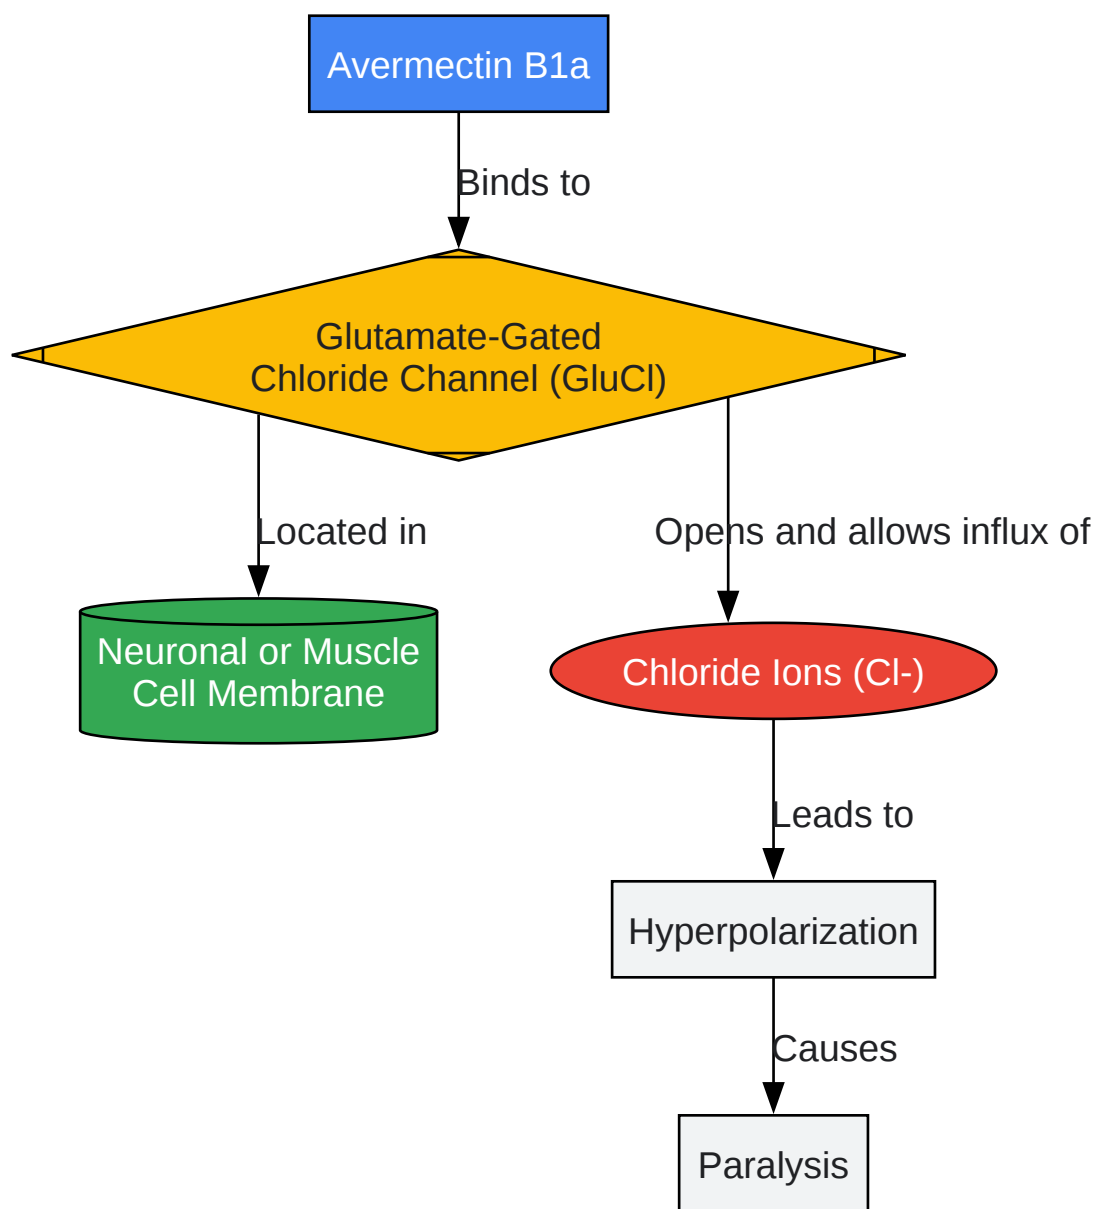 Avermectin B1a
Binds to
Glutamate-Gated
Chloride Channel (GluCl)
Located in
Opens and allows influx of
Neuronal or Muscle
Cell Membrane
Chloride Ions (Cl-)
Leads to
Hyperpolarization
Causes
Paralysis